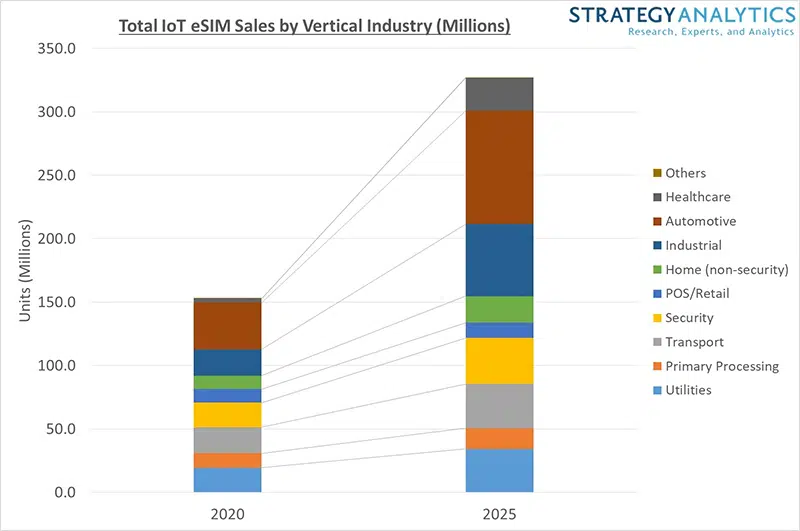 Total IoT eSIM Sales by Vertical Industry (Millions)
STRATEGYANALYTICS
Research, Experts, and Analytics
Units (Millions)
350.0
300.0
250.0
200.0
150.0
100.0
50.0
0.0
2020
2025
Others
Healthcare
Automotive
Industrial
Home (non-security)
POS/Retail
Security
Transport
Primary Processing
Utilities